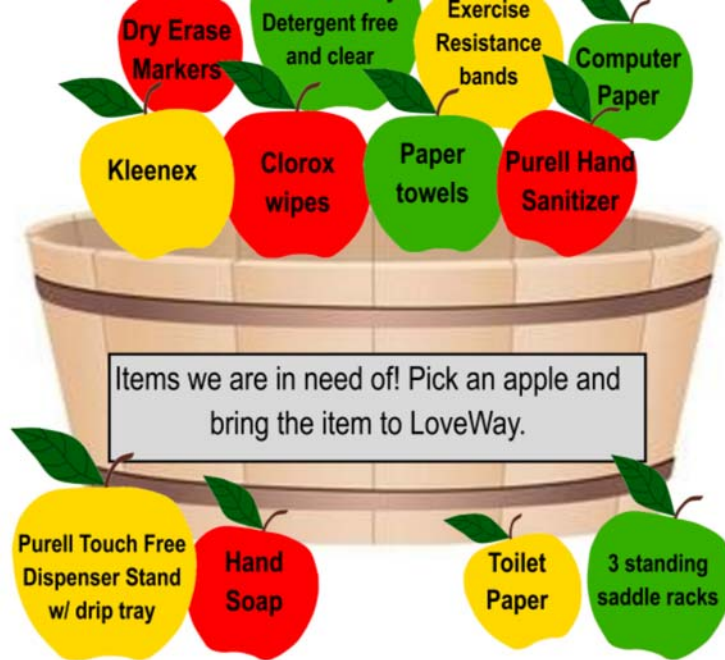 Dry Erase
Markers
Detergent free
and clear
Exercise
Resistance
bands
Computer
Paper
Kleenex
Clorox
wipes
Paper
towels
Purell Hand
Sanitizer
Items we are in need of! Pick an apple and
bring the item to LoveWay.
Purell Touch Free
Dispenser Stand
w/ drip tray
Hand
Soap
Toilet
Paper
3 standing
saddle racks